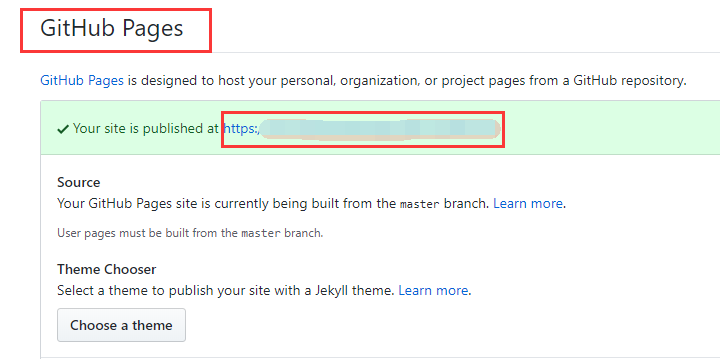 GitHub Pages
GitHub Pages is designed to host your personal, organization, or project pages from a GitHub repository.
✓ Your site is published at https:
Source
Your GitHub Pages site is currently being built from the master branch. Learn more.
User pages must be built from the master branch.
Theme Chooser
Select a theme to publish your site with a Jekyll theme. Learn more.
Choose a theme